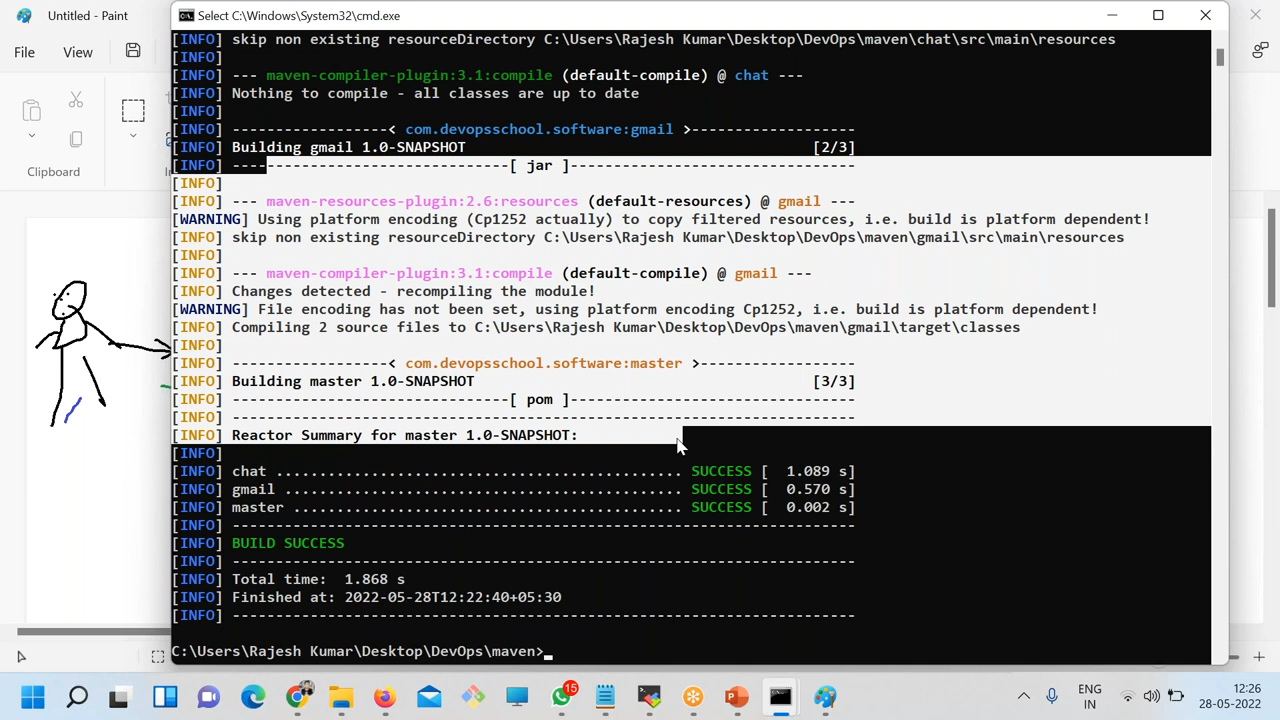 Untitled - Paint
File View
Clipboard
Select C:\Windows\System32\cmd.exe
[INFO] skip non existing resourceDirectory C:\Users\Rajesh Kumar\Desktop\DevOps\maven\chat\src\main\resources
[INFO]
[INFO] --- maven-compiler-plugin:3.1:compile (default-compile) @ chat ---
[INFO] Nothing to compile - all classes are up to date
[INFO]
[INFO] ------------------< com.devopsschool.software:gmail >-------------------
[INFO] Building gmail 1.0-SNAPSHOT [2/3]
[INFO] --------------------------------[ jar ]---------------------------------
[INFO]
[INFO] --- maven-resources-plugin:2.6:resources (default-resources) @ gmail ---
[WARNING] Using platform encoding (Cp1252 actually) to copy filtered resources, i.e. build is platform dependent!
[INFO] skip non existing resourceDirectory C:\Users\Rajesh Kumar\Desktop\DevOps\maven\gmail\src\main\resources
[INFO]
[INFO] --- maven-compiler-plugin:3.1:compile (default-compile) @ gmail ---
[INFO] Changes detected - recompiling the module!
[WARNING] File encoding has not been set, using platform encoding Cp1252, i.e. build is platform dependent!
[INFO] Compiling 2 source files to C:\Users\Rajesh Kumar\Desktop\DevOps\maven\gmail\target\classes
[INFO]
[INFO] ------------------< com.devopsschool.software:master >------------------
[INFO] Building master 1.0-SNAPSHOT [3/3]
[INFO] --------------------------------[ pom ]---------------------------------
[INFO] ------------------------------------------------------------------------
[INFO] Reactor Summary for master 1.0-SNAPSHOT:
[INFO]
[INFO] chat ............................................... SUCCESS [  1.089 s]
[INFO] gmail .............................................. SUCCESS [  0.570 s]
[INFO] master ............................................. SUCCESS [  0.002 s]
[INFO] ------------------------------------------------------------------------
[INFO] BUILD SUCCESS
[INFO] ------------------------------------------------------------------------
[INFO] Total time:  1.868 s
[INFO] Finished at: 2022-05-28T12:22:40+05:30
[INFO] ------------------------------------------------------------------------
C:\Users\Rajesh Kumar\Desktop\DevOps\maven>
15
ENG
IN
12:26
28-05-2022